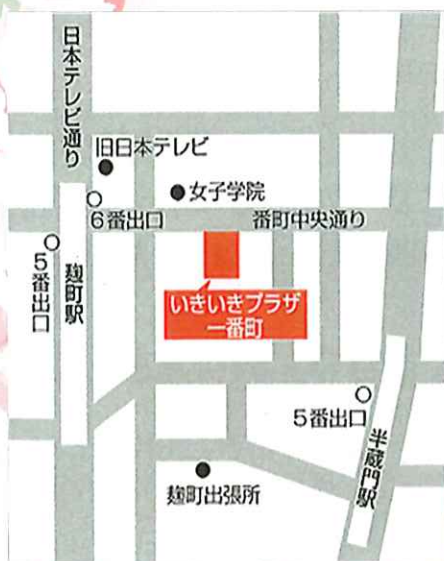 日本テレビ通り
旧日本テレビ
女子学院
6番出口
番町中央通り
5番出口
麹町駅
いきいきプラザ
一番町
5番出口
半蔵門駅
麹町出張所